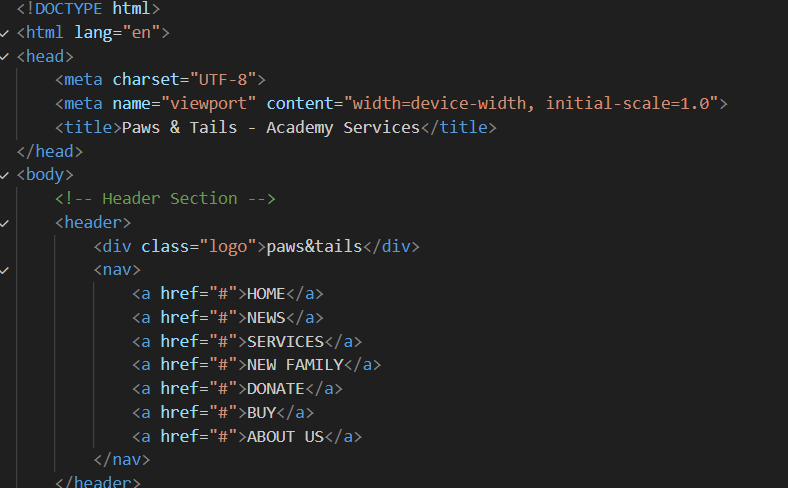 <!DOCTYPE html>
<html lang="en">
<head>
    <meta charset="UTF-8">
    <meta name="viewport" content="width=device-width, initial-scale=1.0">
    <title>Paws & Tails - Academy Services</title>
</head>
<body>
    <!-- Header Section -->
    <header>
        <div class="logo">paws&tails</div>
        <nav>
            <a href="#">HOME</a>
            <a href="#">NEWS</a>
            <a href="#">SERVICES</a>
            <a href="#">NEW FAMILY</a>
            <a href="#">DONATE</a>
            <a href="#">BUY</a>
            <a href="#">ABOUT US</a>
        </nav>
    </header>